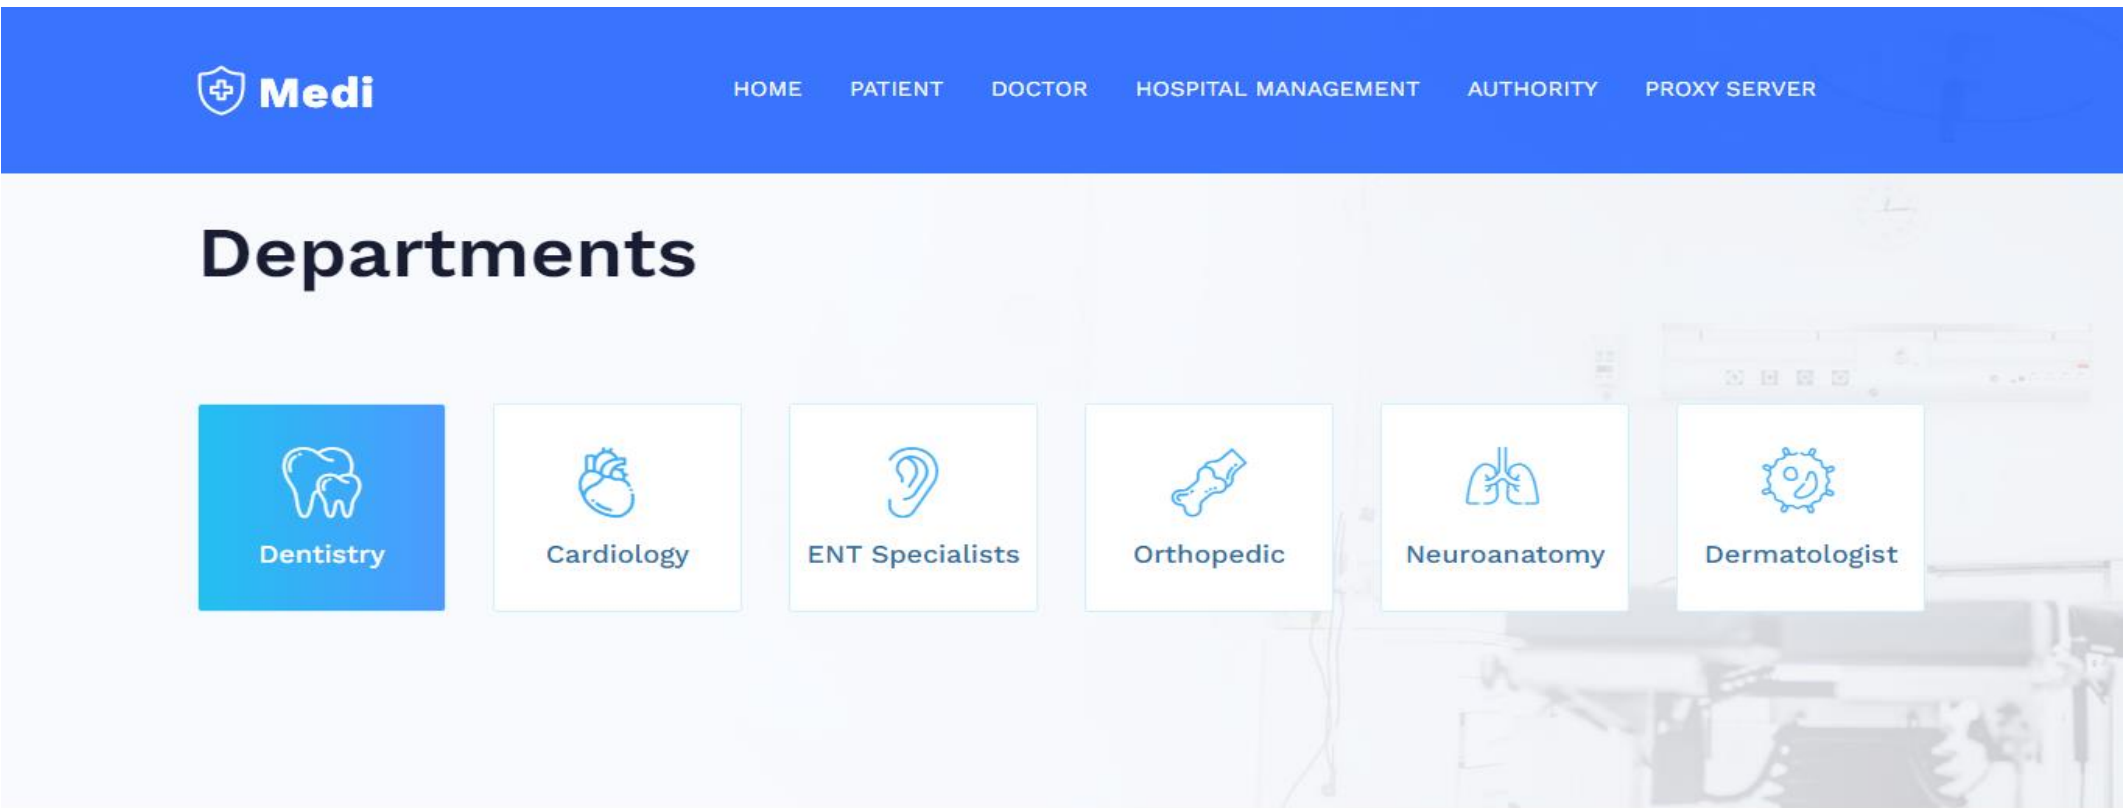 Medi
HOME PATIENT DOCTOR HOSPITAL MANAGEMENT AUTHORITY PROXY SERVER
Departments
Dentistry Cardiology ENT Specialists Orthopedic Neuroanatomy Dermatologist